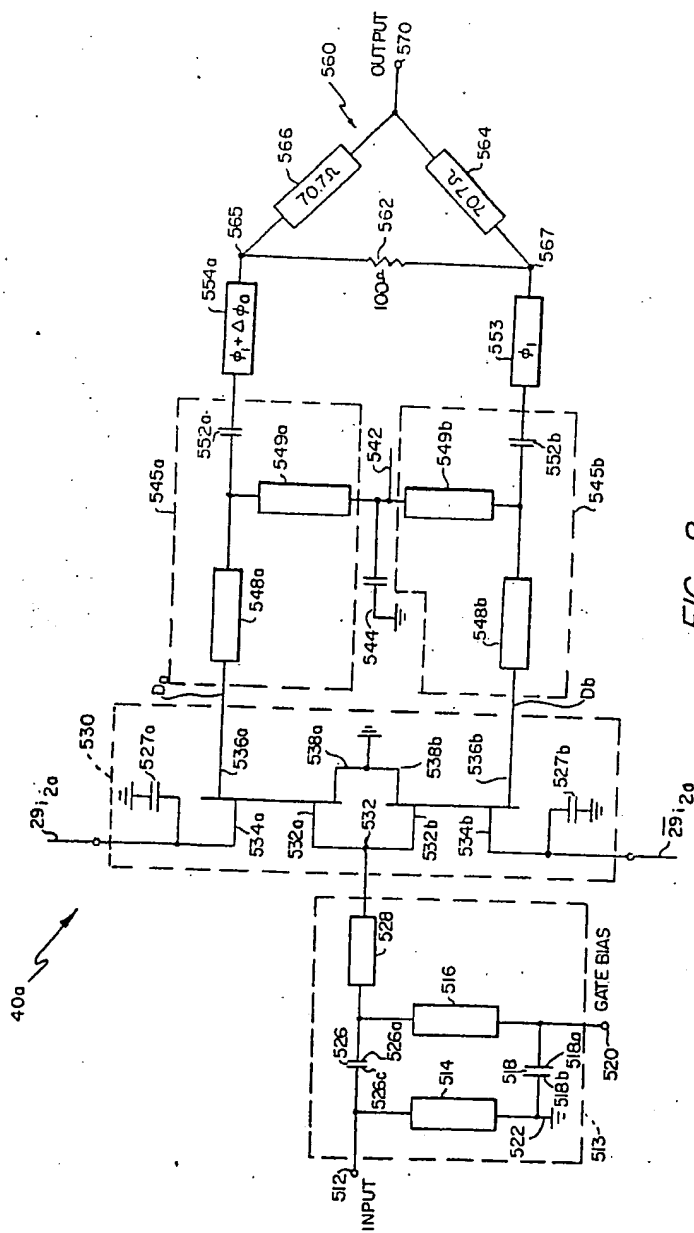 40a
29i2a
530
527a
534a
532a
532
532b
534b
527b
29i2a
536a
538a
538b
536b
Da
Db
545a
548a
549a
552a
542
544
549b
548b
552b
545b
554a
ϕ1 + Δϕa
553
ϕ1
565
566
70.7Ω
560
562
100Ω
567
564
70.7Ω
OUTPUT
570
512
INPUT
513
514
516
518
518a
518b
520
GATE BIAS
522
526
526a
526c
528